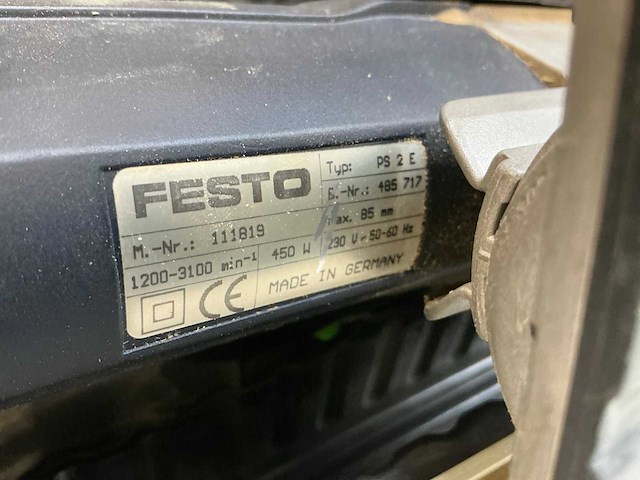 FESTO
Typ: PS 2 E
G.-Nr.: 485 717
M.-Nr.: 111819
max. 85 mm
1200-3100 min-1
450 W
230 V~50-60 Hz
CE
MADE IN GERMANY